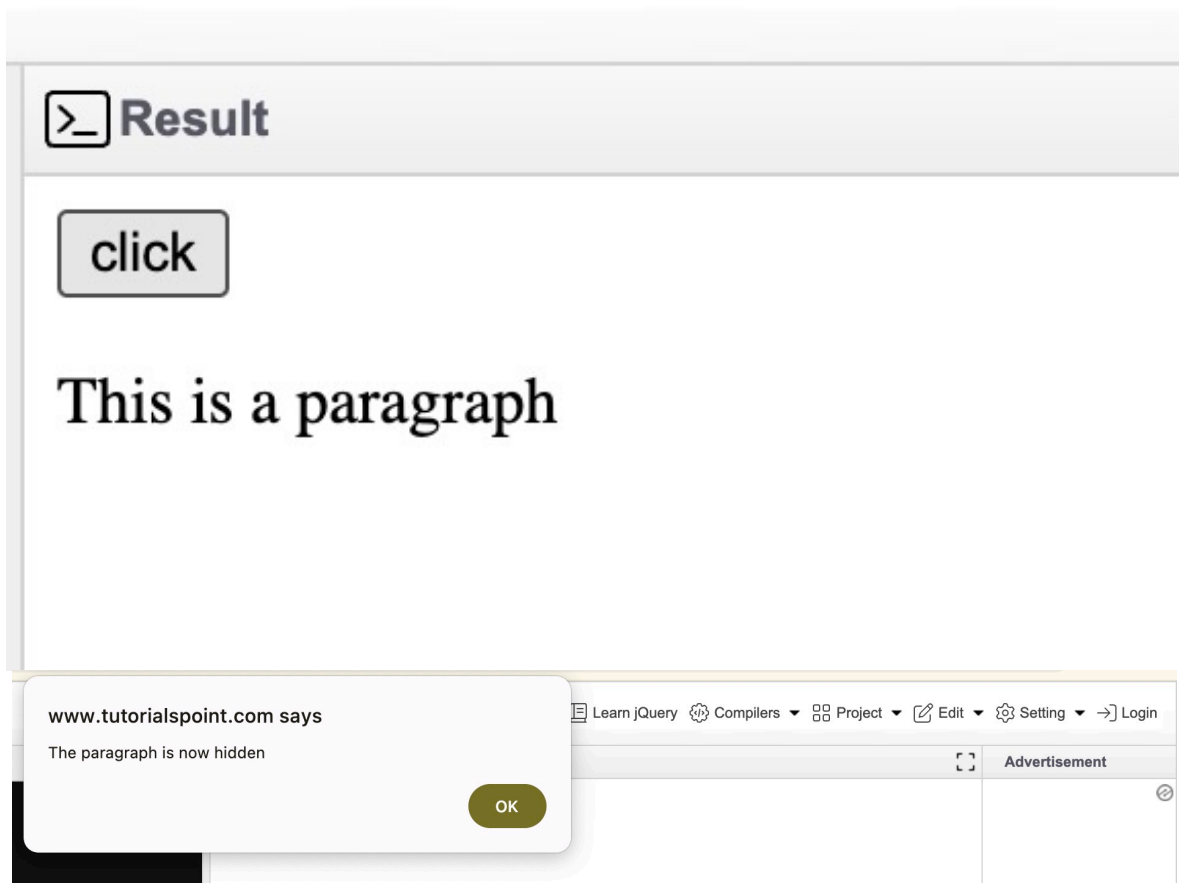 Result
click
This is a paragraph
www.tutorialspoint.com says
The paragraph is now hidden
OK
Learn jQuery Compilers Project Edit Setting Login
Advertisement